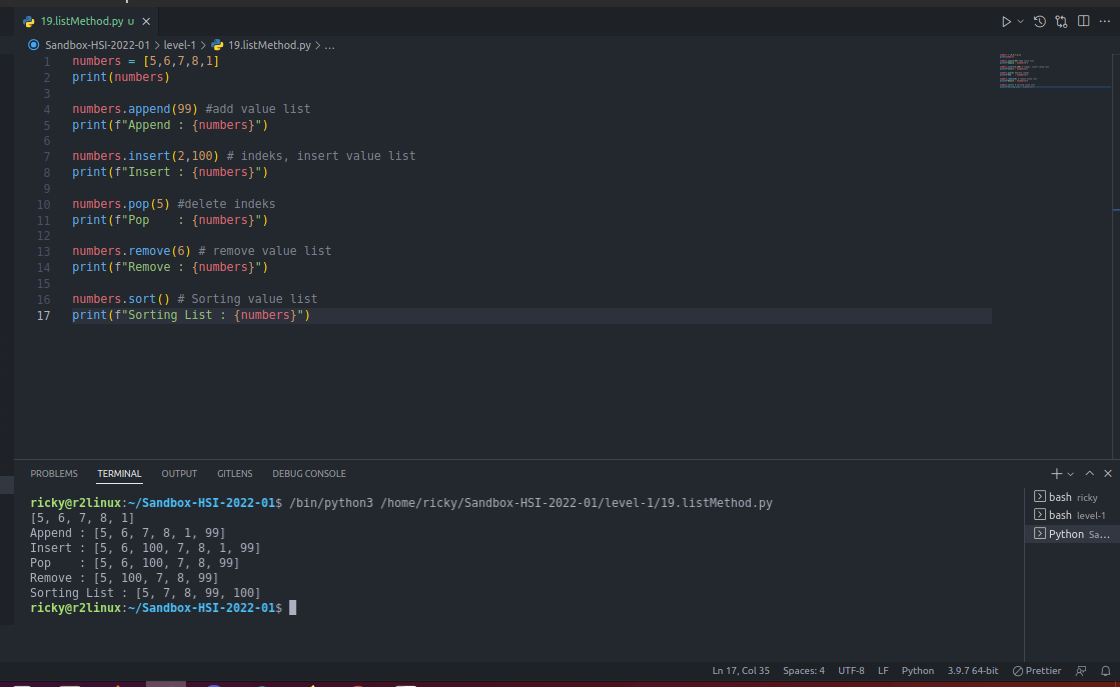 19.listMethod.py U
Sandbox-HSI-2022-01 > level-1 > 19.listMethod.py > ...
1 numbers = [5,6,7,8,1]
2 print(numbers)
3
4 numbers.append(99) #add value list
5 print(f"Append : {numbers}")
6
7 numbers.insert(2,100) # indeks, insert value list
8 print(f"Insert : {numbers}")
9
10 numbers.pop(5) #delete indeks
11 print(f"Pop    : {numbers}")
12
13 numbers.remove(6) # remove value list
14 print(f"Remove : {numbers}")
15
16 numbers.sort() # Sorting value list
17 print(f"Sorting List : {numbers}")
PROBLEMS TERMINAL OUTPUT GITLENS DEBUG CONSOLE
ricky@r2linux:~/Sandbox-HSI-2022-01$ /bin/python3 /home/ricky/Sandbox-HSI-2022-01/level-1/19.listMethod.py
[5, 6, 7, 8, 1]
Append : [5, 6, 7, 8, 1, 99]
Insert : [5, 6, 100, 7, 8, 1, 99]
Pop    : [5, 6, 100, 7, 8, 99]
Remove : [5, 100, 7, 8, 99]
Sorting List : [5, 7, 8, 99, 100]
ricky@r2linux:~/Sandbox-HSI-2022-01$
bash ricky
bash level-1
Python Sa...
Ln 17, Col 35 Spaces: 4 UTF-8 LF Python 3.9.7 64-bit Prettier